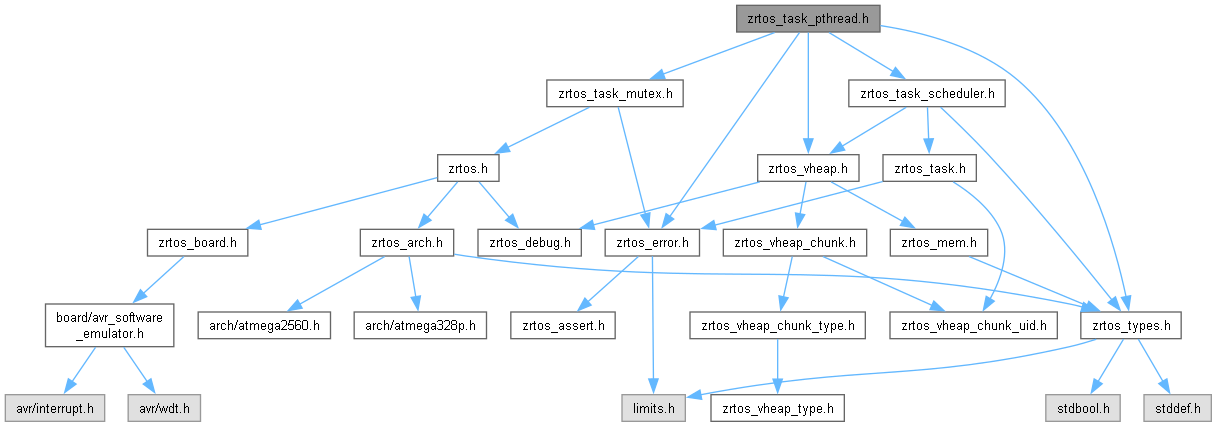 zrtos_task_pthread.h
zrtos_task_mutex.h
zrtos_task_scheduler.h
zrtos.h
zrtos_vheap.h
zrtos_task.h
zrtos_board.h
zrtos_arch.h
zrtos_debug.h
zrtos_error.h
zrtos_vheap_chunk.h
zrtos_mem.h
board/avr_software
_emulator.h
arch/atmega2560.h
arch/atmega328p.h
zrtos_assert.h
zrtos_vheap_chunk_type.h
zrtos_vheap_chunk_uid.h
zrtos_types.h
avr/interrupt.h
avr/wdt.h
limits.h
zrtos_vheap_type.h
stdbool.h
stddef.h